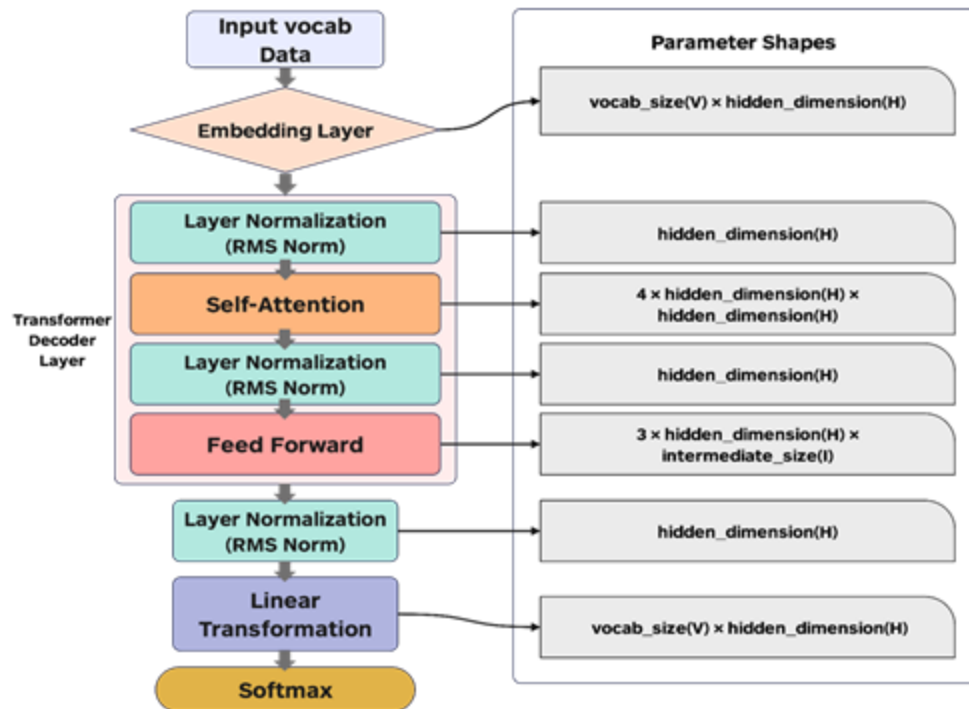 Input vocab
Data
Parameter Shapes
Embedding Layer
vocab_size(V) × hidden_dimension(H)
Transformer
Decoder
Layer
Layer Normalization
(RMS Norm)
hidden_dimension(H)
Self-Attention
4 × hidden_dimension(H) ×
hidden_dimension(H)
Layer Normalization
(RMS Norm)
hidden_dimension(H)
Feed Forward
3 × hidden_dimension(H) ×
intermediate_size(I)
Layer Normalization
(RMS Norm)
hidden_dimension(H)
Linear
Transformation
vocab_size(V) × hidden_dimension(H)
Softmax